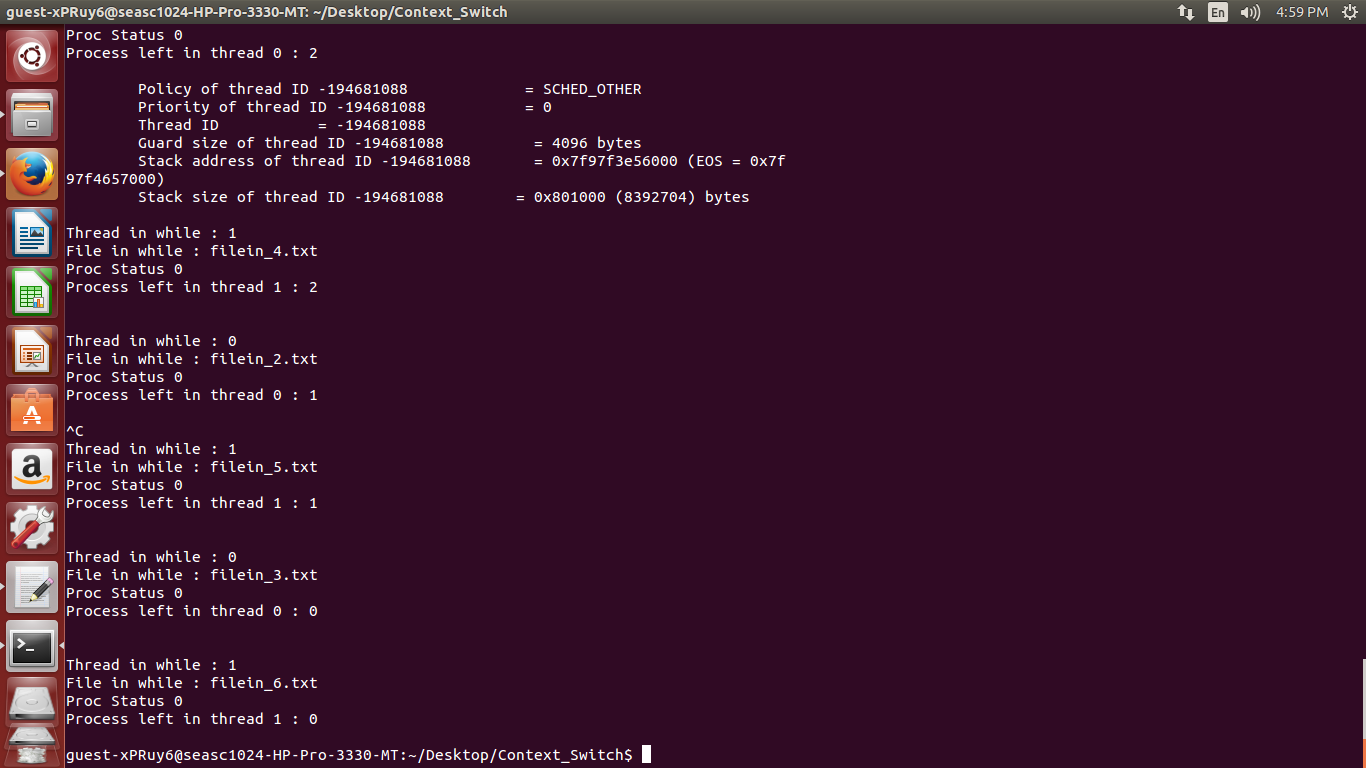 guest-xPRuy6@seasc1024-HP-Pro-3330-MT: ~/Desktop/Context_Switch
En
4:59 PM
Proc Status 0
Process left in thread 0 : 2
Policy of thread ID -194681088 = SCHED_OTHER
Priority of thread ID -194681088 = 0
Thread ID = -194681088
Guard size of thread ID -194681088 = 4096 bytes
Stack address of thread ID -194681088 = 0x7f97f3e56000 (EOS = 0x7f
97f4657000)
Stack size of thread ID -194681088 = 0x801000 (8392704) bytes
Thread in while : 1
File in while : filein_4.txt
Proc Status 0
Process left in thread 1 : 2
Thread in while : 0
File in while : filein_2.txt
Proc Status 0
Process left in thread 0 : 1
^C
Thread in while : 1
File in while : filein_5.txt
Proc Status 0
Process left in thread 1 : 1
Thread in while : 0
File in while : filein_3.txt
Proc Status 0
Process left in thread 0 : 0
Thread in while : 1
File in while : filein_6.txt
Proc Status 0
Process left in thread 1 : 0
guest-xPRuy6@seasc1024-HP-Pro-3330-MT:~/Desktop/Context_Switch$